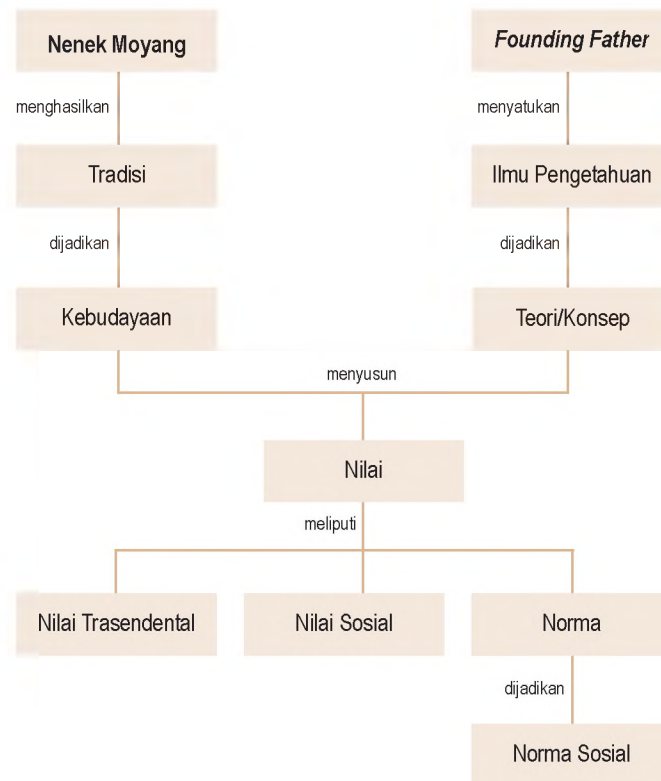 Nenek Moyang
Founding Father
menghasilkan
menyatukan
Tradisi
Ilmu Pengetahuan
dijadikan
dijadikan
Kebudayaan
Teori/Konsep
menyusun
Nilai
meliputi
Nilai Trasendental
Nilai Sosial
Norma
dijadikan
Norma Sosial